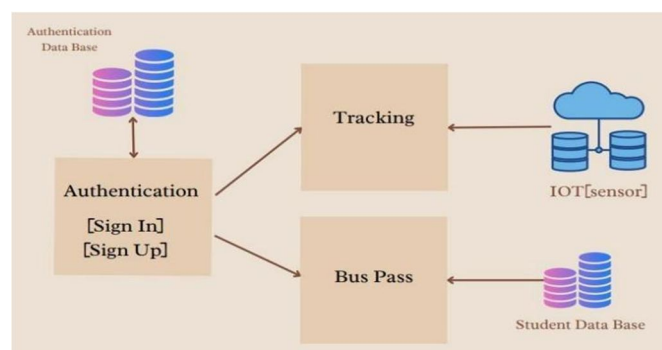 Authentication
Data Base
Tracking
Authentication
[Sign In]
[Sign Up]
IOT[sensor]
Bus Pass
Student Data Base